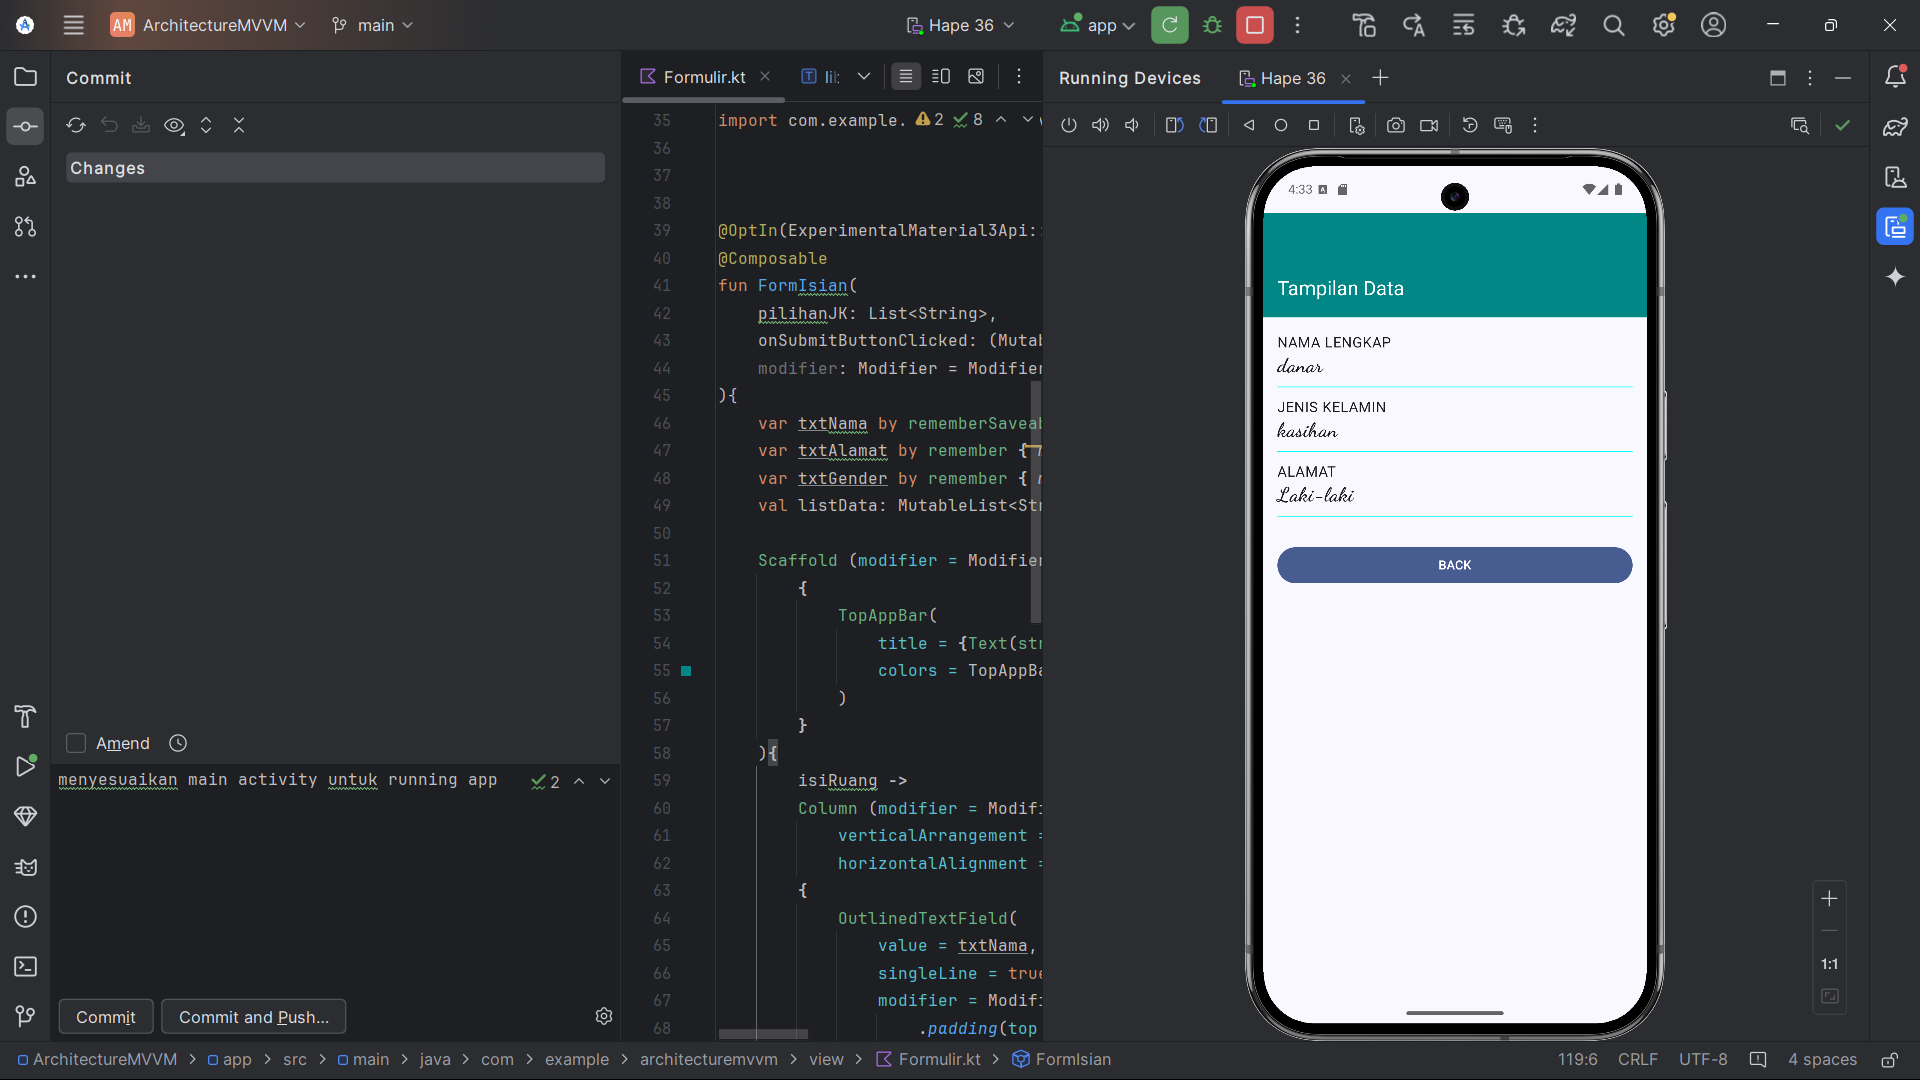 AM ArchitectureMVVM main Hape 36 app
Commit
Changes
Amend
menyesuaikan main activity untuk running app 2
Commit Commit and Push...
Formulir.kt
35 import com.example. 2 8
36
37
38
39 @OptIn(ExperimentalMaterial3Api:
40 @Composable
41 fun FormIsian(
42 pilihanJK: List<String>,
43 onSubmitButtonClicked: (Mutab
44 modifier: Modifier = Modifier
45 ){
46 var txtNama by rememberSaveab
47 var txtAlamat by remember {
48 var txtGender by remember {
49 val listData: MutableList<Str
50
51 Scaffold (modifier = Modifier
52 {
53 TopAppBar(
54 title = {Text(str
55 colors = TopAppBa
56 )
57 }
58 ){
59 isiRuang ->
60 Column (modifier = Modifi
61 verticalArrangement =
62 horizontalAlignment =
63 {
64 OutlinedTextField(
65 value = txtNama,
66 singleLine = true
67 modifier = Modifi
68 .padding(top
Running Devices Hape 36
4:33
Tampilan Data
NAMA LENGKAP
danar
JENIS KELAMIN
kasihan
ALAMAT
Laki-laki
BACK
1:1
ArchitectureMVVM > app > src > main > java > com > example > architecturemvvm > view > Formulir.kt > FormIsian
119:6 CRLF UTF-8 4 spaces